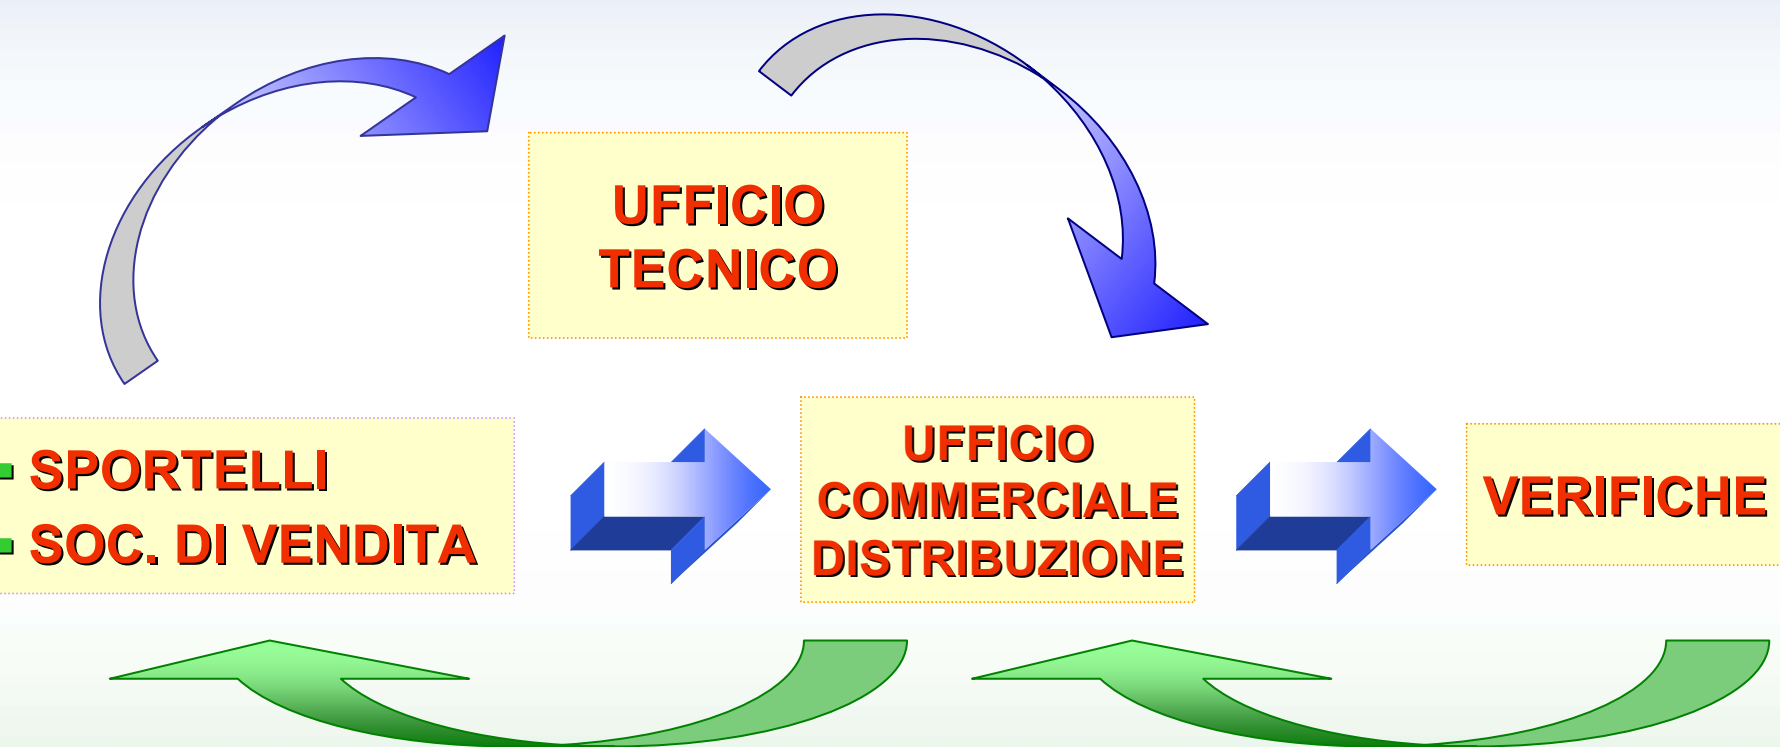 UFFICIO
TECNICO
- SPORTELLI
- SOC. DI VENDITA
UFFICIO
COMMERCIALE
DISTRIBUZIONE
VERIFICHE